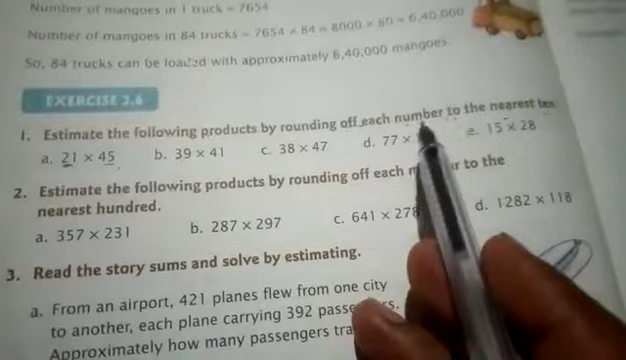 Number of mangoes in 1 truck = 7654
Number of mangoes in 84 trucks = 7654 × 84 = 8000 × 80 = 6,40,000
So, 84 trucks can be loaded with approximately 6,40,000 mangoes.
EXERCISE 3.6
1. Estimate the following products by rounding off each number to the nearest ten
a. 21 × 45 b. 39 × 41 c. 38 × 47 d. 77 × e. 15 × 28
2. Estimate the following products by rounding off each to the
nearest hundred.
a. 357 × 231 b. 287 × 297 c. 641 × 278 d. 1282 × 118
3. Read the story sums and solve by estimating.
a. From an airport, 421 planes flew from one city
to another, each plane carrying 392
Approximately how many passengers